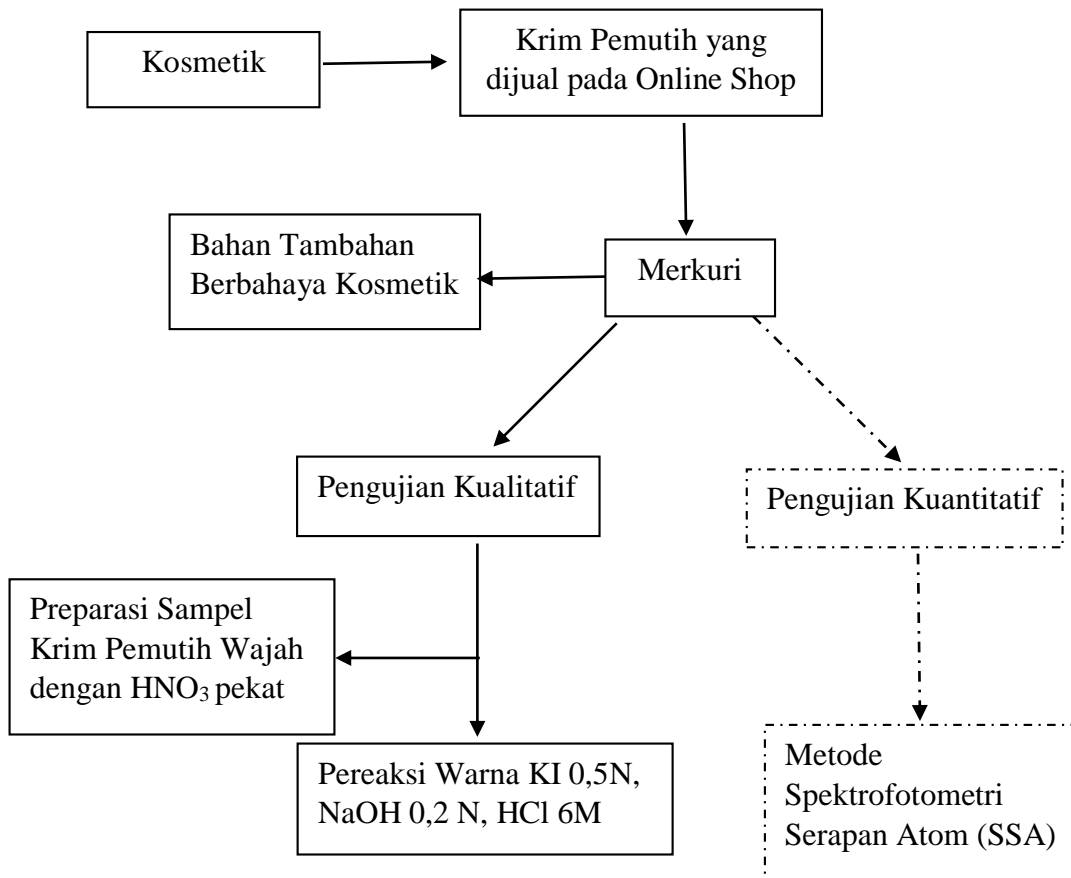 Kosmetik
Krim Pemutih yang
dijual pada Online Shop
Bahan Tambahan
Berbahaya Kosmetik
Merkuri
Pengujian Kualitatif
Pengujian Kuantitatif
Preparasi Sampel
Krim Pemutih Wajah
dengan HNO₃ pekat
Pereaksi Warna KI 0,5N,
NaOH 0,2 N, HCl 6M
Metode
Spektrofotometri
Serapan Atom (SSA)